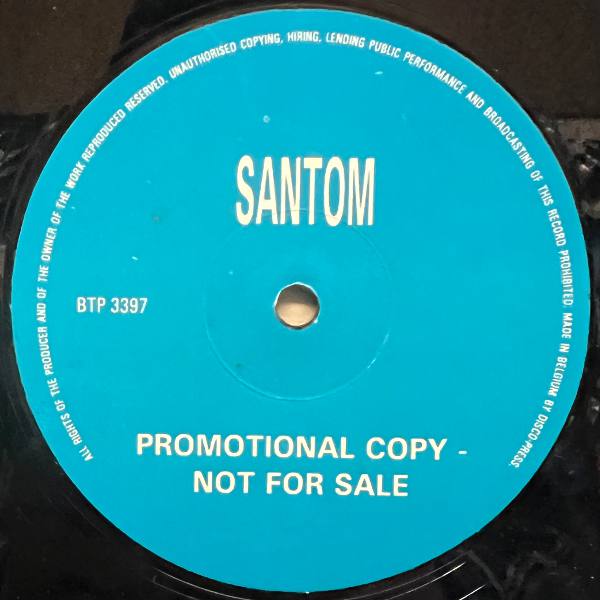 ALL RIGHTS OF THE PRODUCER AND OF THE OWNER OF THE WORK REPRODUCED RESERVED. UNAUTHORISED COPYING, HIRING, LENDING PUBLIC PERFORMANCE AND BROADCASTING OF THIS RECORD PROHIBITED. MADE IN BELGIUM BY DISCO-PRESS.
SANTOM
BTP 3397
PROMOTIONAL COPY -
NOT FOR SALE